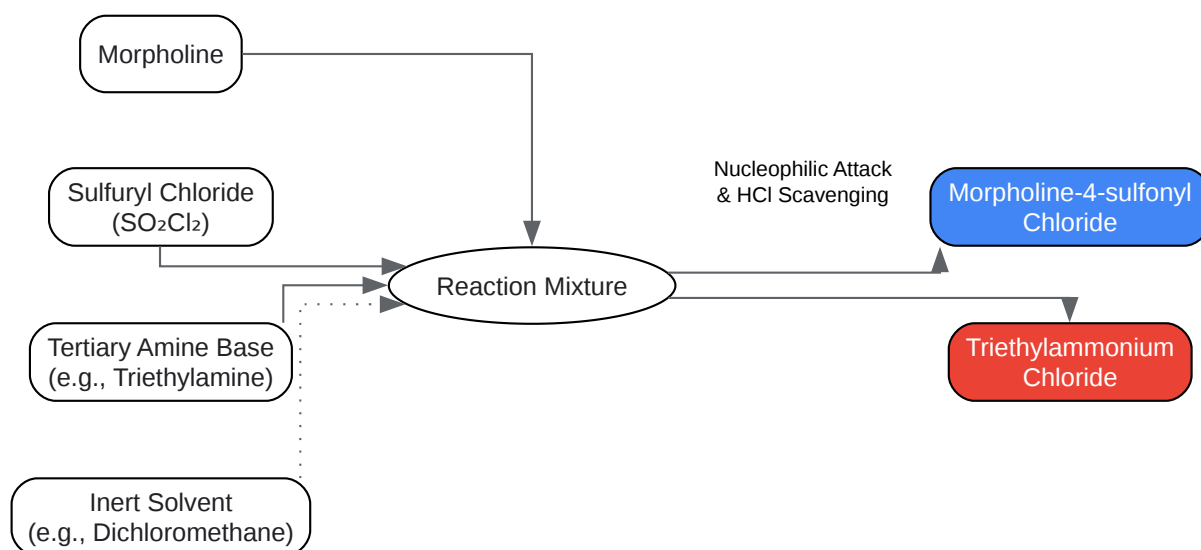 Morpholine
Sulfuryl Chloride
(SO₂Cl₂)
Tertiary Amine Base
(e.g., Triethylamine)
Inert Solvent
(e.g., Dichloromethane)
Reaction Mixture
Nucleophilic Attack
& HCl Scavenging
Morpholine-4-sulfonyl
Chloride
Triethylammonium
Chloride